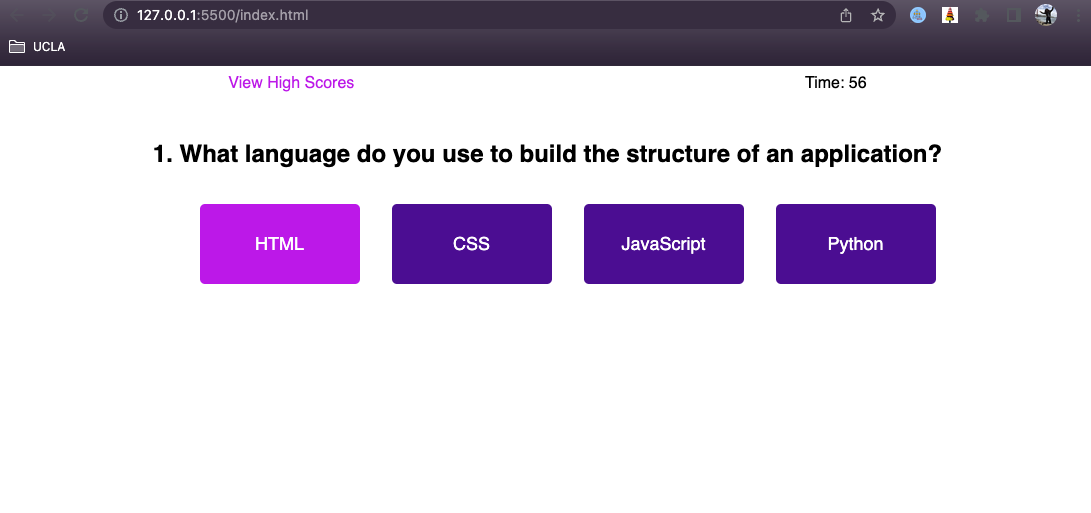 127.0.0.1:5500/index.html
UCLA
View High Scores
Time: 56
1. What language do you use to build the structure of an application?
HTML
CSS
JavaScript
Python